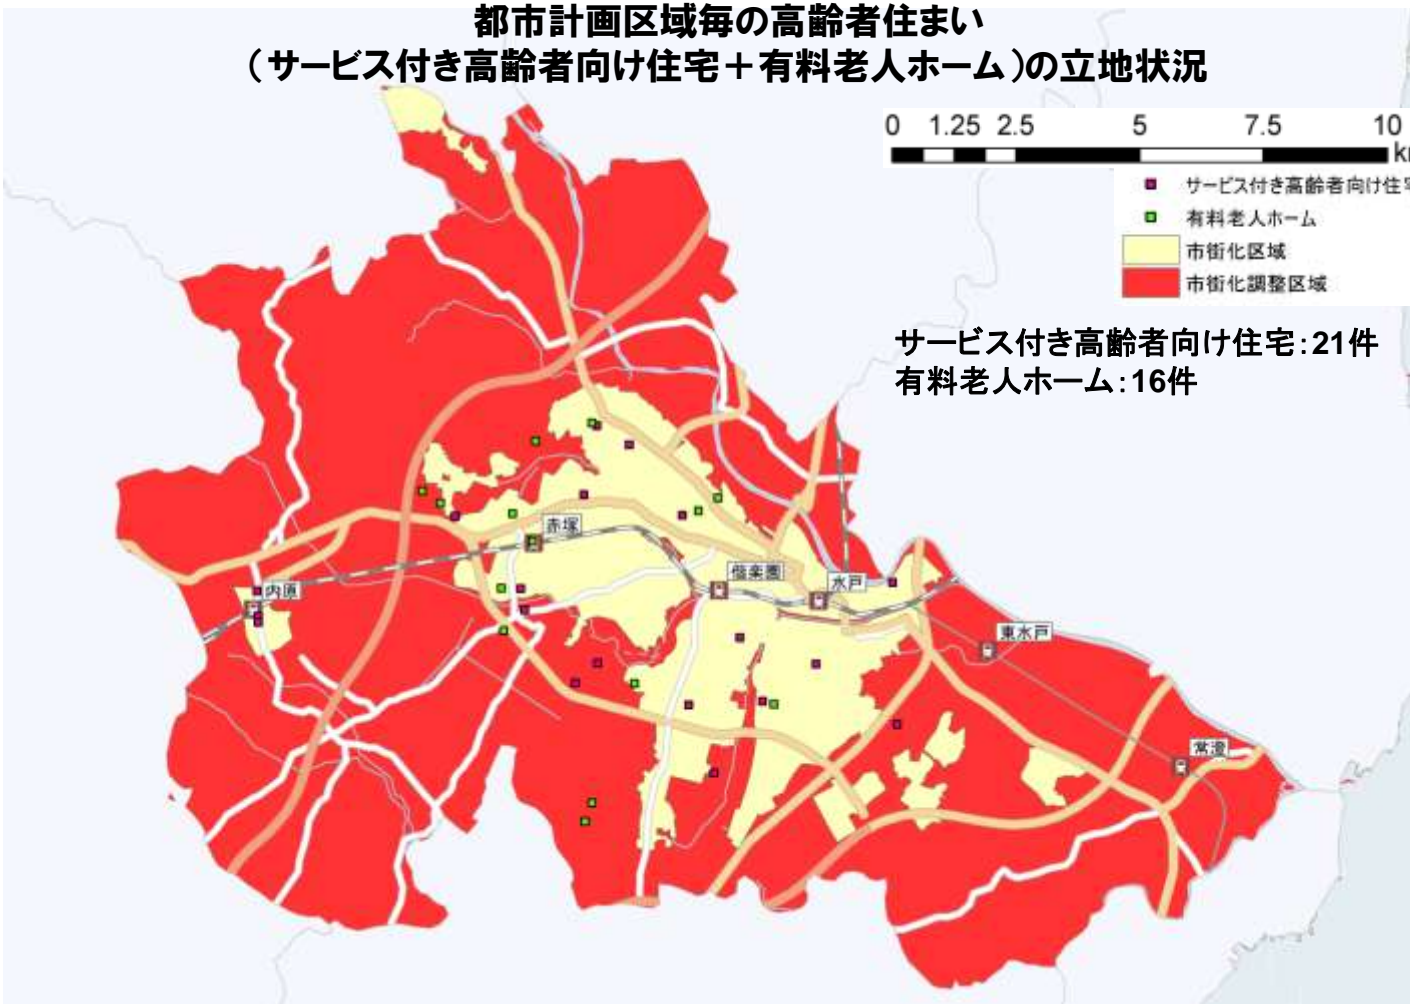 都市計画区域毎の高齢者住まい
（サービス付き高齢者向け住宅＋有料老人ホーム）の立地状況
0 1.25 2.5 5 7.5 10
km
サービス付き高齢者向け住宅
有料老人ホーム
市街化区域
市街化調整区域
サービス付き高齢者向け住宅：21件
有料老人ホーム：16件
赤塚
偕楽園
水戸
内原
東水戸
常澄